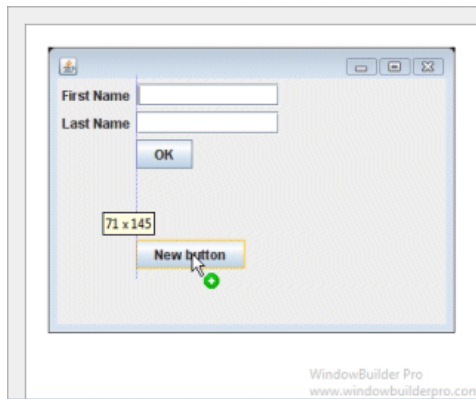 First Name
Last Name
OK
71 x 145
New button
WindowBuilder Pro
www.windowbuilderpro.com